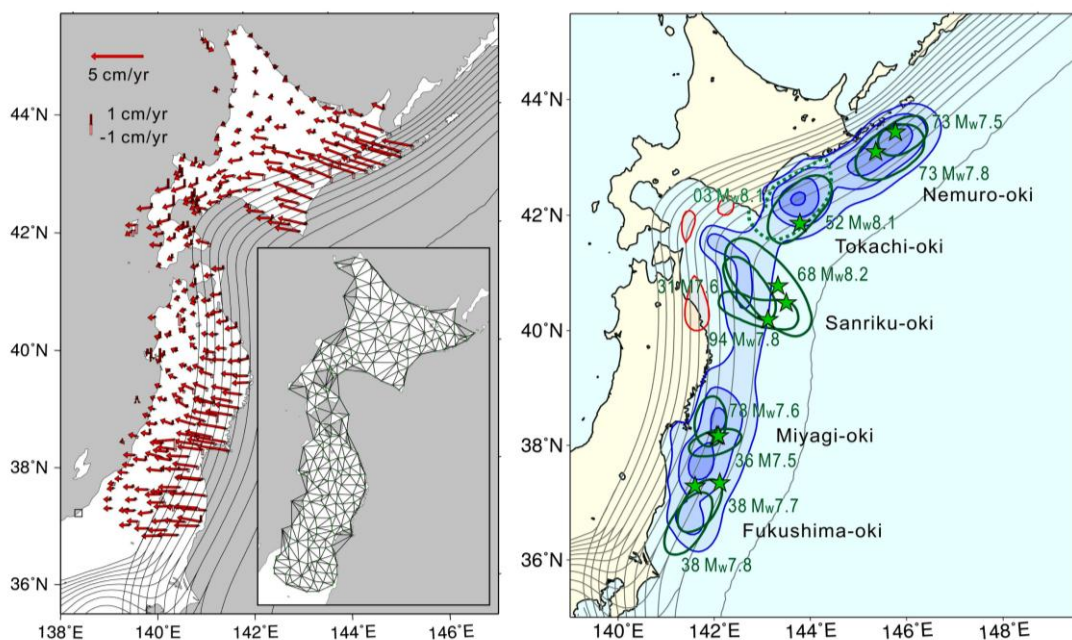 5 cm/yr
1 cm/yr
-1 cm/yr
42˚N
40˚N
38˚N
36˚N
138˚E
140˚E
142˚E
144˚E
146˚E
44˚N
42˚N
40˚N
38˚N
36˚N
140˚E
142˚E
144˚E
146˚E
148˚E
73 Mw7.5
73 Mw7.8
Nemuro-oki
03 Mw8.1
52 Mw8.1
Tokachi-oki
68 Mw8.2
31 M7.6
Sanriku-oki
94 Mw7.8
78 Mw7.6
Miyagi-oki
36 M7.5
38 Mw7.7
Fukushima-oki
38 Mw7.8